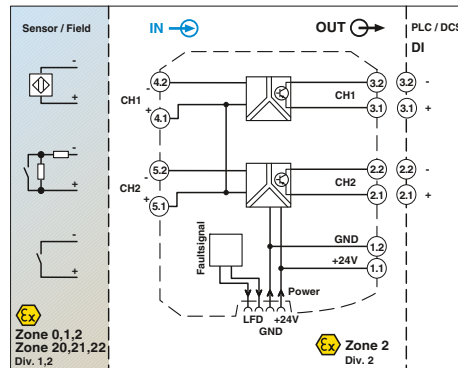 Sensor / Field
IN
OUT
PLC / DCS
DI
-
+
-
+
-
+
4.2
-
CH1
+
4.1
3.2
CH1
3.1
3.2
-
3.1
+
5.2
-
CH2
+
5.1
2.2
CH2
2.1
2.2
-
2.1
+
Faultsignal
GND
1.2
+24V
1.1
Power
LFD
+24V
GND
Ex
Zone 0,1,2
Zone 20,21,22
Div. 1,2
Ex
Zone 2
Div. 2